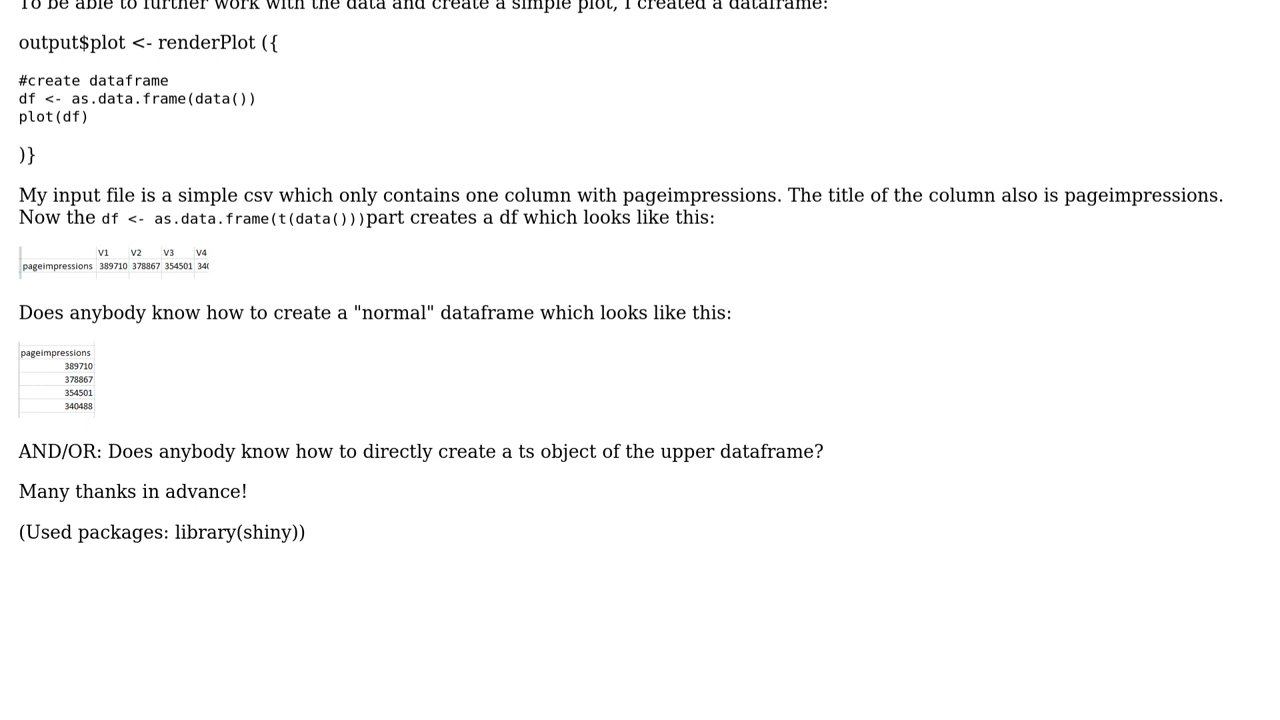 To be able to further work with the data and create a simple plot, I created a dataframe:
output$plot <- renderPlot ({
#create dataframe
df <- as.data.frame(data())
plot(df)
)}
My input file is a simple csv which only contains one column with pageimpressions. The title of the column also is pageimpressions.
Now the df <- as.data.frame(t(data()))part creates a df which looks like this:
V1 V2 V3 V4
pageimpressions 389710 378867 354501 340
Does anybody know how to create a "normal" dataframe which looks like this:
pageimpressions
389710
378867
354501
340488
AND/OR: Does anybody know how to directly create a ts object of the upper dataframe?
Many thanks in advance!
(Used packages: library(shiny))